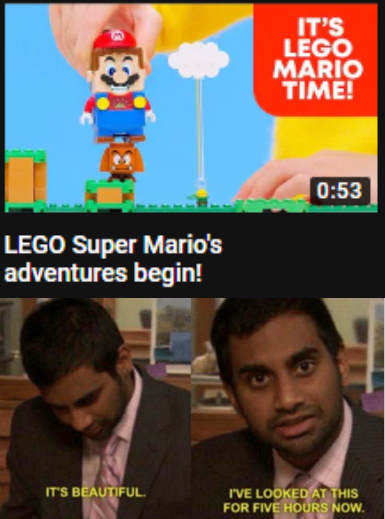 IT'S
LEGO
MARIO
TIME!
0:53
LEGO Super Mario's
adventures begin!
IT'S BEAUTIFUL.
I'VE LOOKED AT THIS
FOR FIVE HOURS NOW.